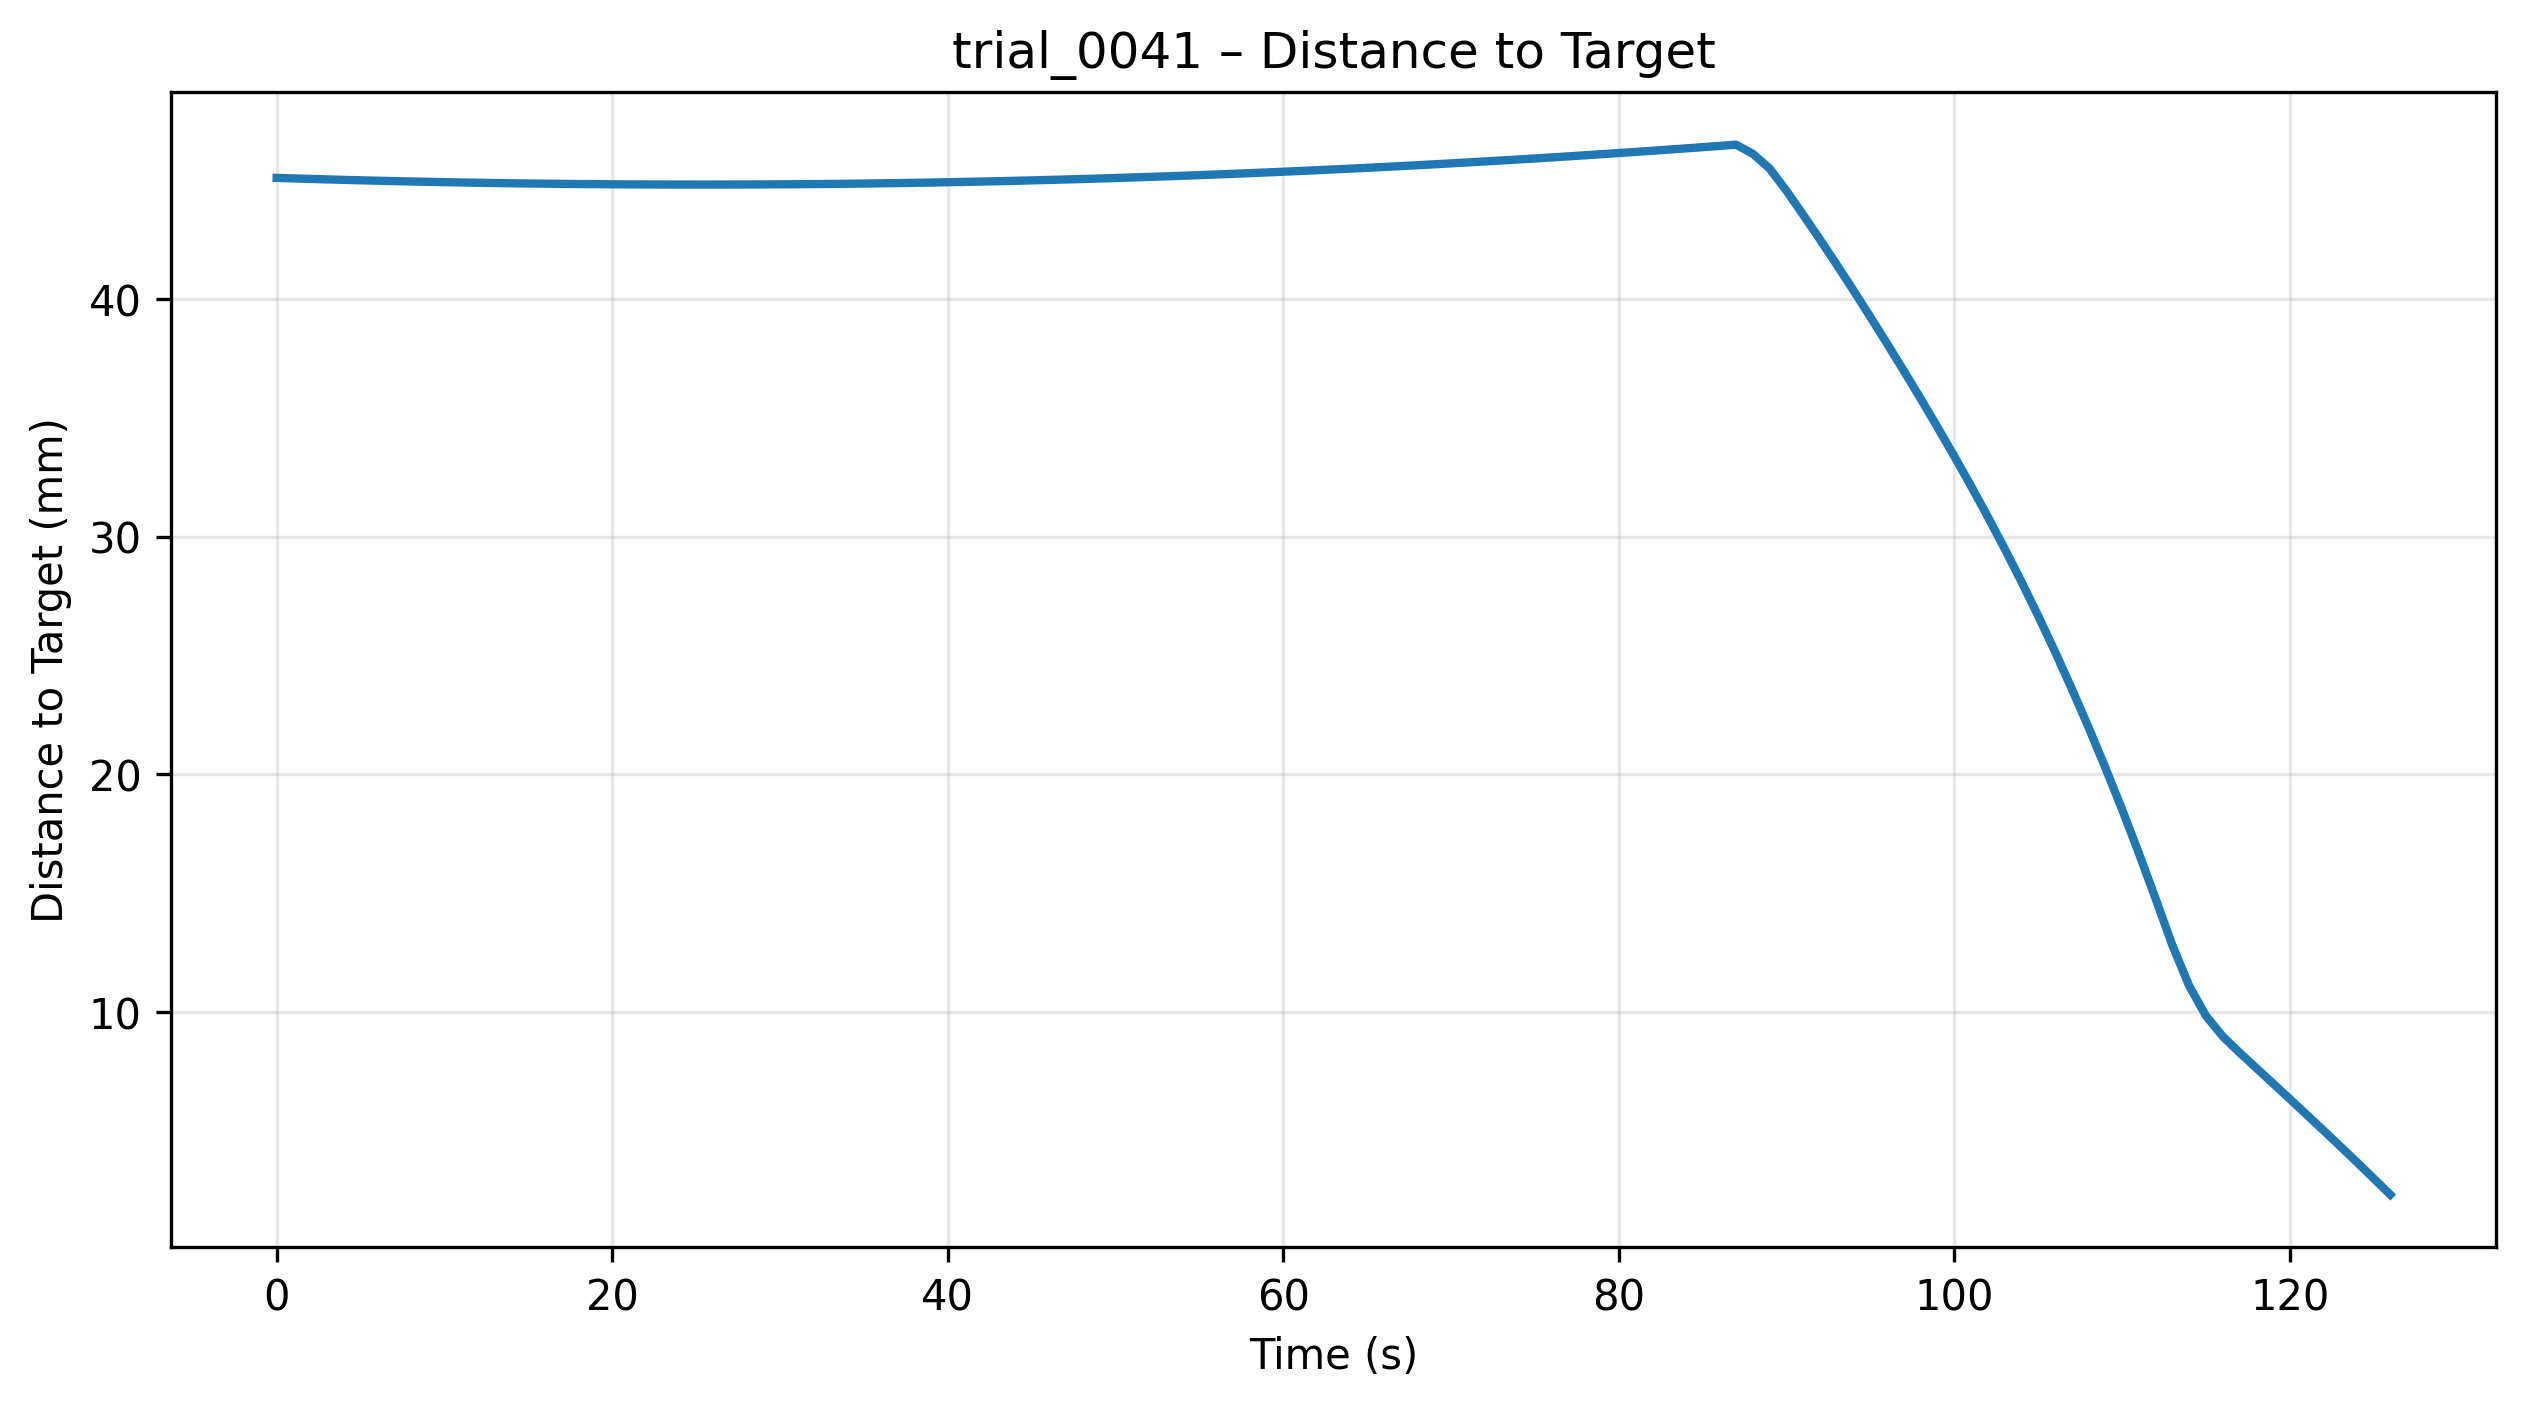 trial_0041 – Distance to Target
Distance to Target (mm)
40
30
20
10
0 20 40 60 80 100 120
Time (s)